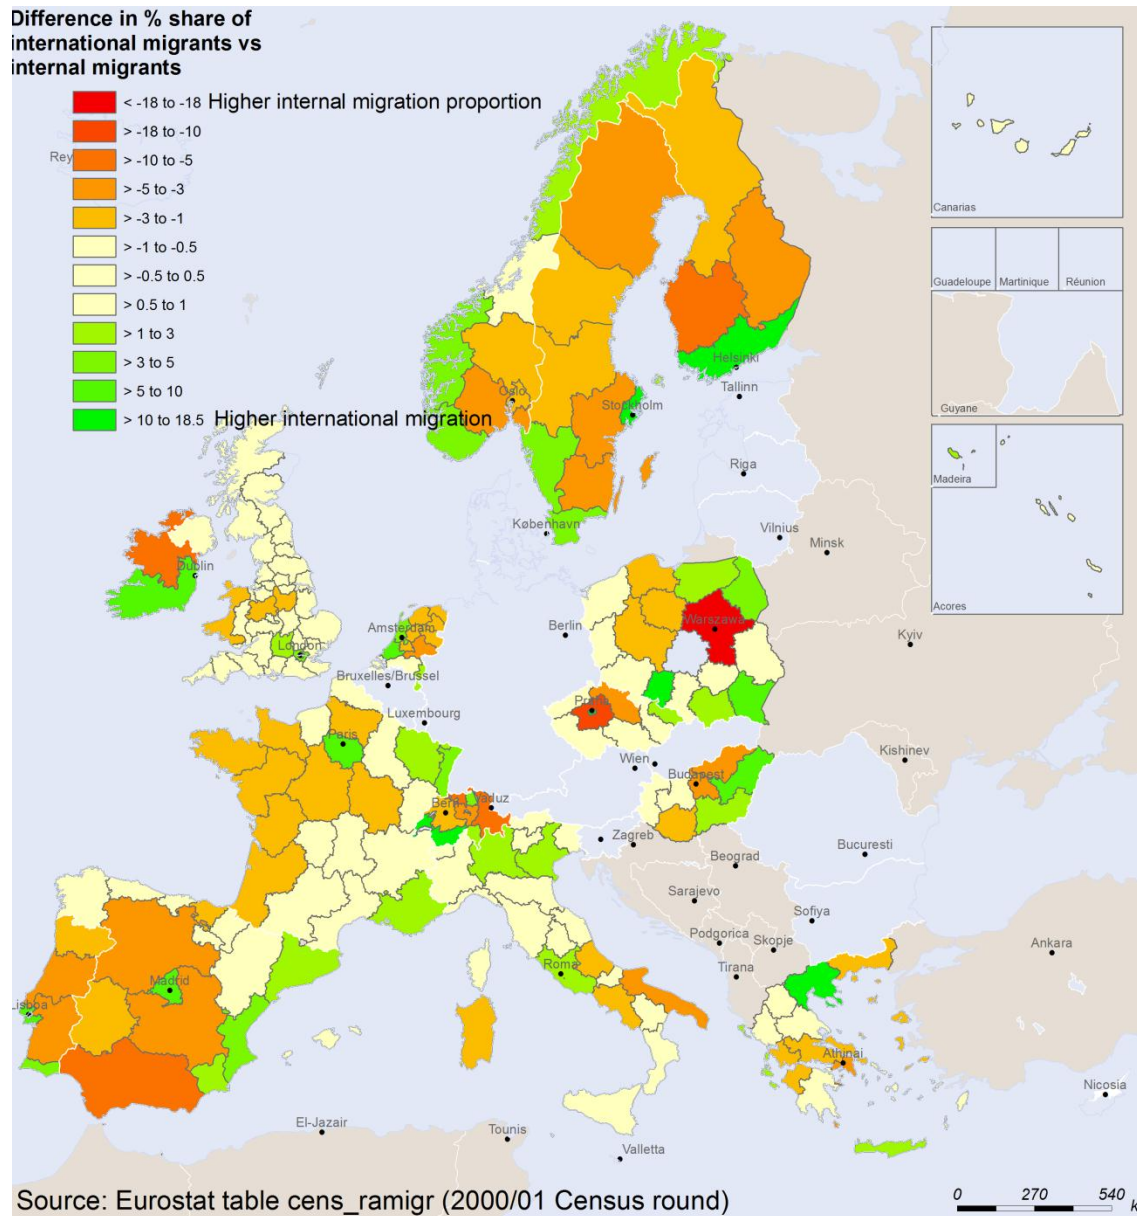 Difference in % share of
international migrants vs
internal migrants
< -18 to -18 Higher internal migration proportion
> -18 to -10
> -10 to -5
> -5 to -3
> -3 to -1
> -1 to -0.5
> -0.5 to 0.5
> 0.5 to 1
> 1 to 3
> 3 to 5
> 5 to 10
> 10 to 18.5 Higher international migration
Rey
Canarias
Guadeloupe Martinique Réunion
Guyane
Madeira
Acores
Helsinki
Tallinn
Oslo
Stockholm
Riga
København
Vilnius
Minsk
Dublin
Amsterdam
Berlin
Warszawa
Kyiv
London
Bruxelles/Brussel
Luxembourg
Paris
Wien
Budapest
Kishinev
Bern
Vaduz
Zagreb
Beograd
Bucuresti
Sarajevo
Sofiya
Podgorica
Skopje
Ankara
Roma
Tirana
Madrid
Lisboa
Athinai
Nicosia
El-Jazair
Tounis
Valletta
Source: Eurostat table cens_ramigr (2000/01 Census round)
0 270 540 k